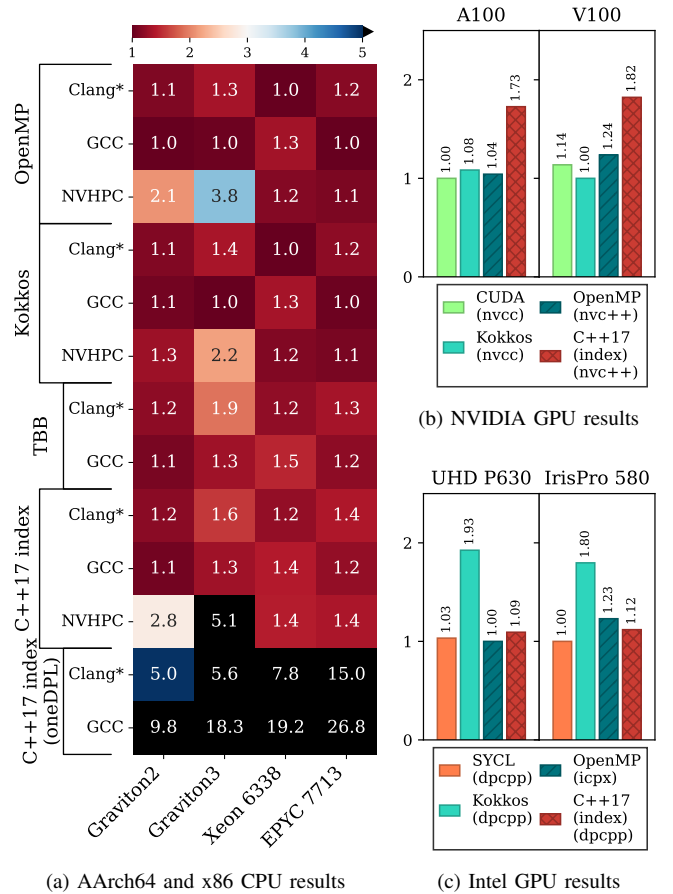 1 2 3 4 5
OpenMP
Clang* 1.1 1.3 1.0 1.2
GCC 1.0 1.0 1.3 1.0
NVHPC 2.1 3.8 1.2 1.1
Kokkos
Clang* 1.1 1.4 1.0 1.2
GCC 1.1 1.0 1.3 1.0
NVHPC 1.3 2.2 1.2 1.1
TBB
Clang* 1.2 1.9 1.2 1.3
GCC 1.1 1.3 1.5 1.2
C++17 index
Clang* 1.2 1.6 1.2 1.4
GCC 1.1 1.3 1.4 1.2
NVHPC 2.8 5.1 1.4 1.4
C++17 index
(oneDPL)
Clang* 5.0 5.6 7.8 15.0
GCC 9.8 18.3 19.2 26.8
Graviton2 Graviton3 Xeon 6338 EPYC 7713
(a) AArch64 and x86 CPU results
A100 V100
2
1
0
1.00 1.08 1.04 1.73 1.14 1.00 1.24 1.82
CUDA
(nvcc)
Kokkos
(nvcc)
OpenMP
(nvc++)
C++17
(index)
(nvc++)
(b) NVIDIA GPU results
UHD P630 IrisPro 580
2
1
0
1.03 1.93 1.00 1.09 1.00 1.80 1.23 1.12
SYCL
(dpcpp)
Kokkos
(dpcpp)
OpenMP
(icpx)
C++17
(index)
(dpcpp)
(c) Intel GPU results